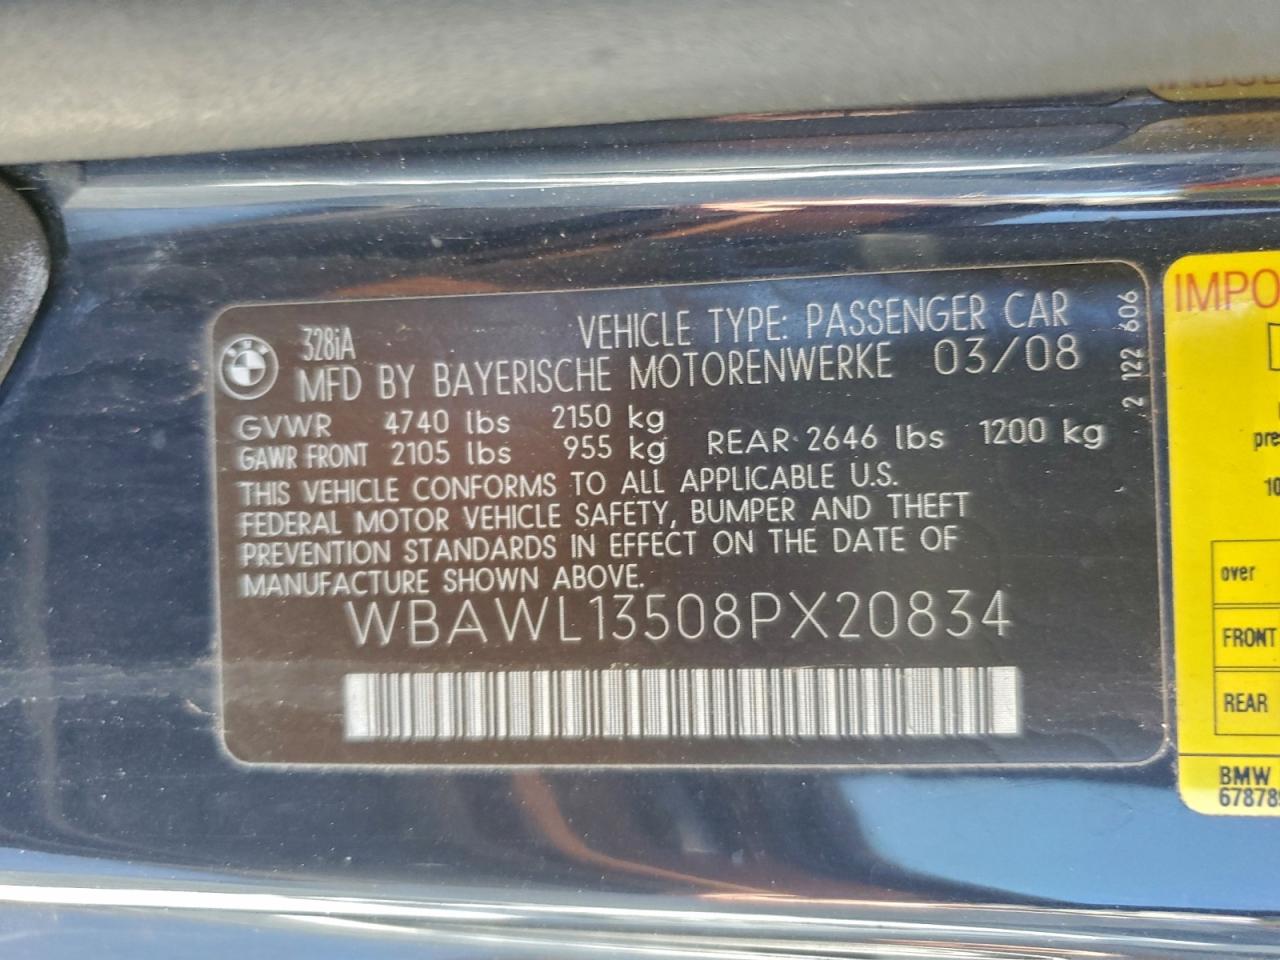 328iA
VEHICLE TYPE: PASSENGER CAR
MFD BY BAYERISCHE MOTORENWERKE 03/08
GVWR 4740 lbs 2150 kg
GAWR FRONT 2105 lbs 955 kg REAR 2646 lbs 1200 kg
THIS VEHICLE CONFORMS TO ALL APPLICABLE U.S.
FEDERAL MOTOR VEHICLE SAFETY, BUMPER AND THEFT
PREVENTION STANDARDS IN EFFECT ON THE DATE OF
MANUFACTURE SHOWN ABOVE.
WBAWL13508PX20834
2 122 606
IMPO
pre
10
over
FRONT
REAR
BMW
67878